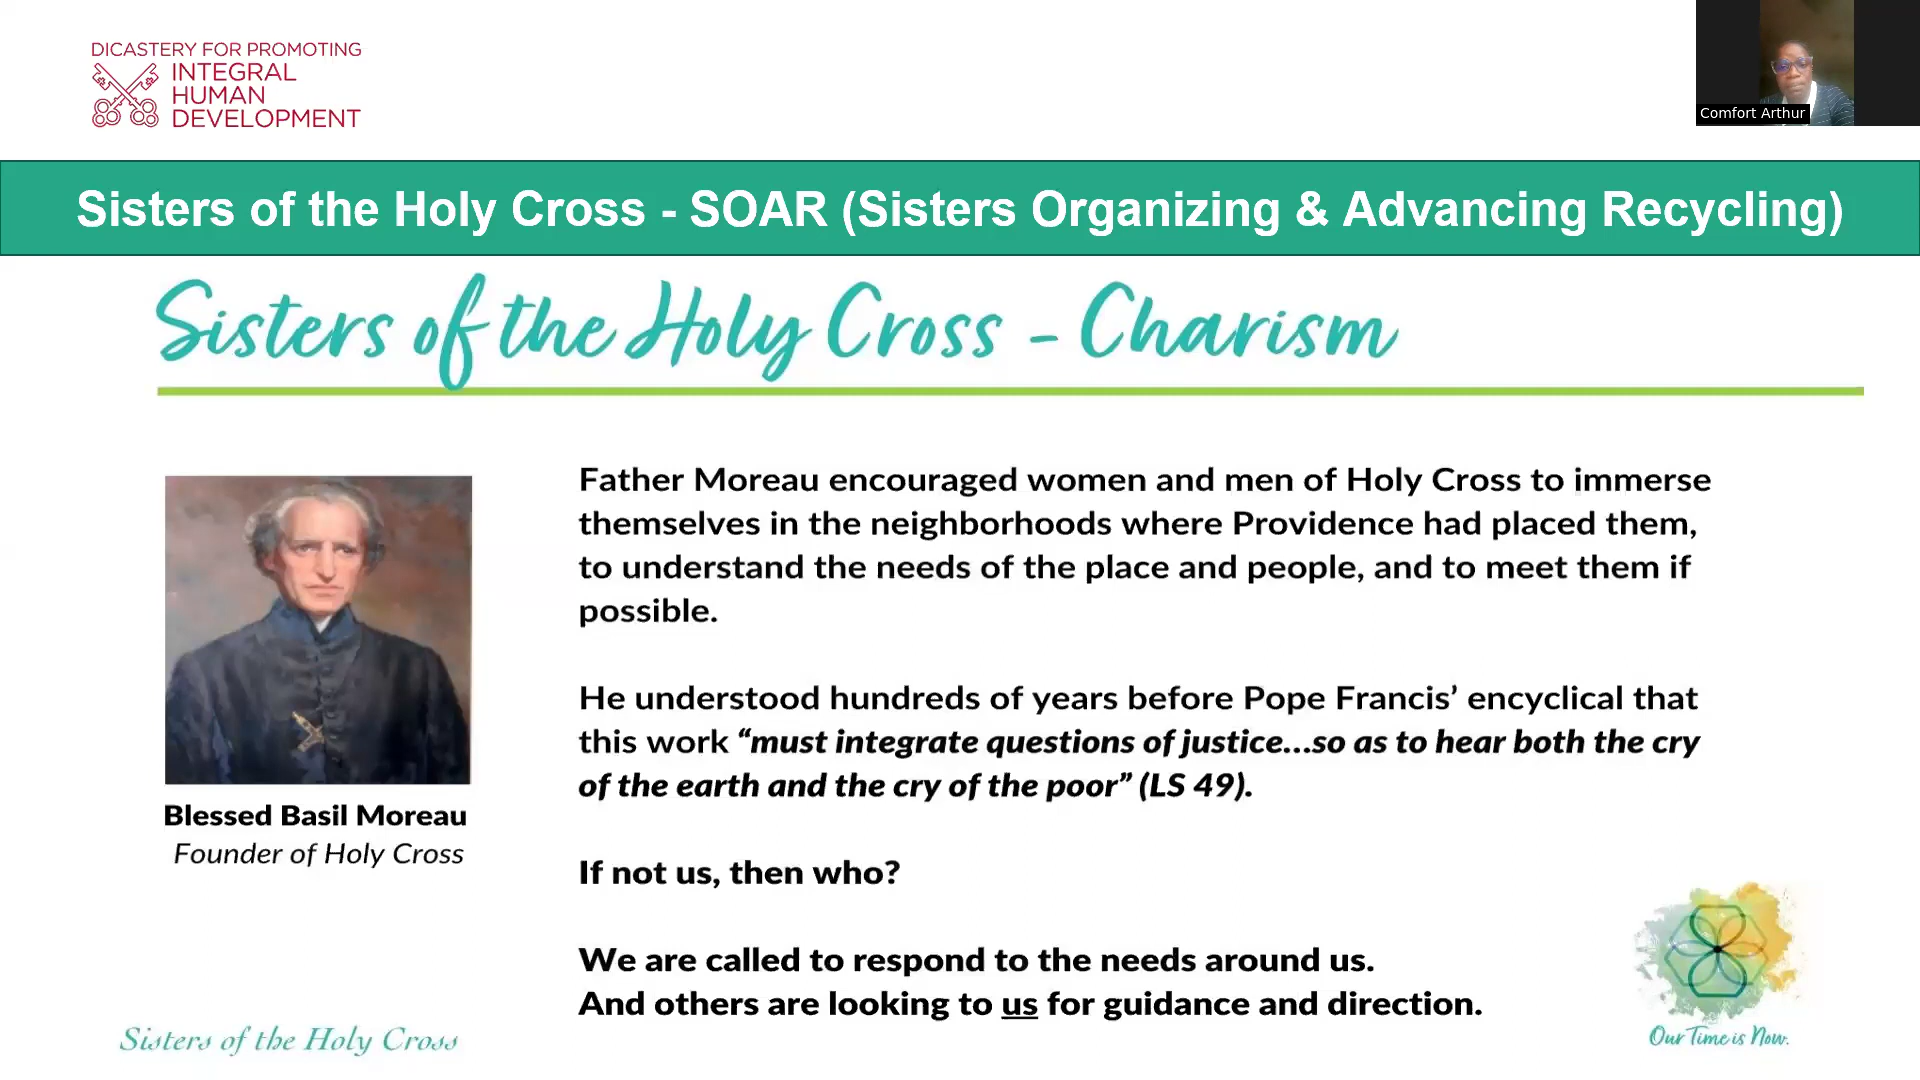 DICASTERY FOR PROMOTING
INTEGRAL
HUMAN
DEVELOPMENT
Comfort Arthur
Sisters of the Holy Cross - SOAR (Sisters Organizing & Advancing Recycling)
Sisters of the Holy Cross - Charism
Father Moreau encouraged women and men of Holy Cross to immerse
themselves in the neighborhoods where Providence had placed them,
to understand the needs of the place and people, and to meet them if
possible.
He understood hundreds of years before Pope Francis’ encyclical that
this work “must integrate questions of justice...so as to hear both the cry
of the earth and the cry of the poor” (LS 49).
If not us, then who?
We are called to respond to the needs around us.
And others are looking to us for guidance and direction.
Blessed Basil Moreau
Founder of Holy Cross
Sisters of the Holy Cross
Our Time is Now.